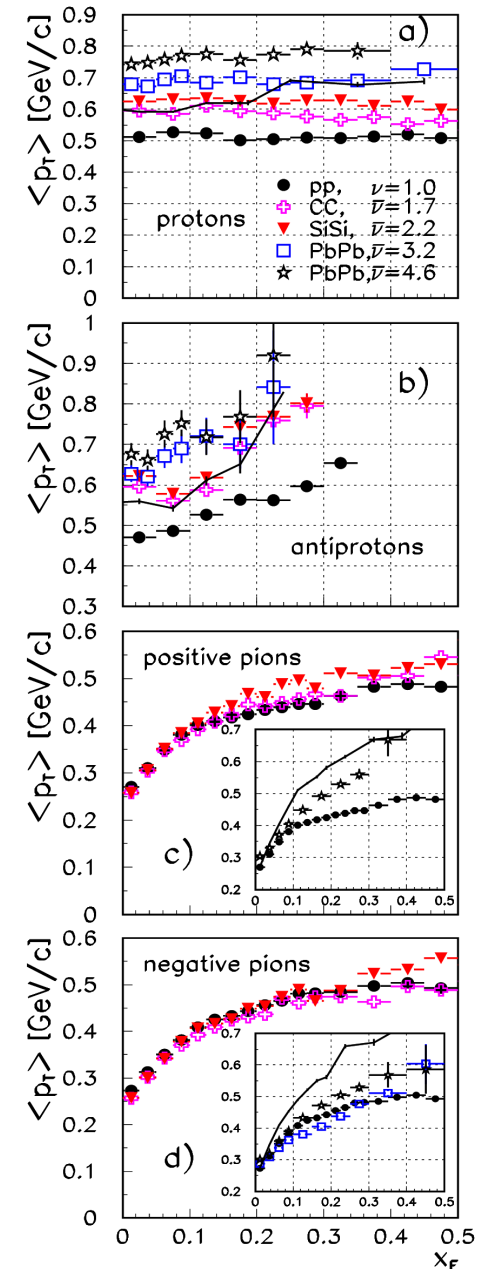 0.9
a)
0.8
0.7
0.6
0.5
0.4
0.3
0.2
0.1
0
<p_T> [GeV/c]
protons
pp, ν=1.0
CC, ν̅=1.7
SiSi, ν̅=2.2
PbPb, ν̅=3.2
PbPb, ν̅=4.6
1
0.9
0.8
0.7
0.6
0.5
0.4
0.3
<p_T> [GeV/c]
b)
antiprotons
0.6
0.5
0.4
0.3
0.2
0.1
0
<p_T> [GeV/c]
positive pions
c)
0.7
0.6
0.5
0.4
0.3
0.2
0 0.1 0.2 0.3 0.4 0.5
0.6
0.5
0.4
0.3
0.2
0.1
0
<p_T> [GeV/c]
negative pions
d)
0.7
0.6
0.5
0.4
0.3
0.2
0 0.1 0.2 0.3 0.4 0.5
0 0.1 0.2 0.3 0.4 0.5
x_F